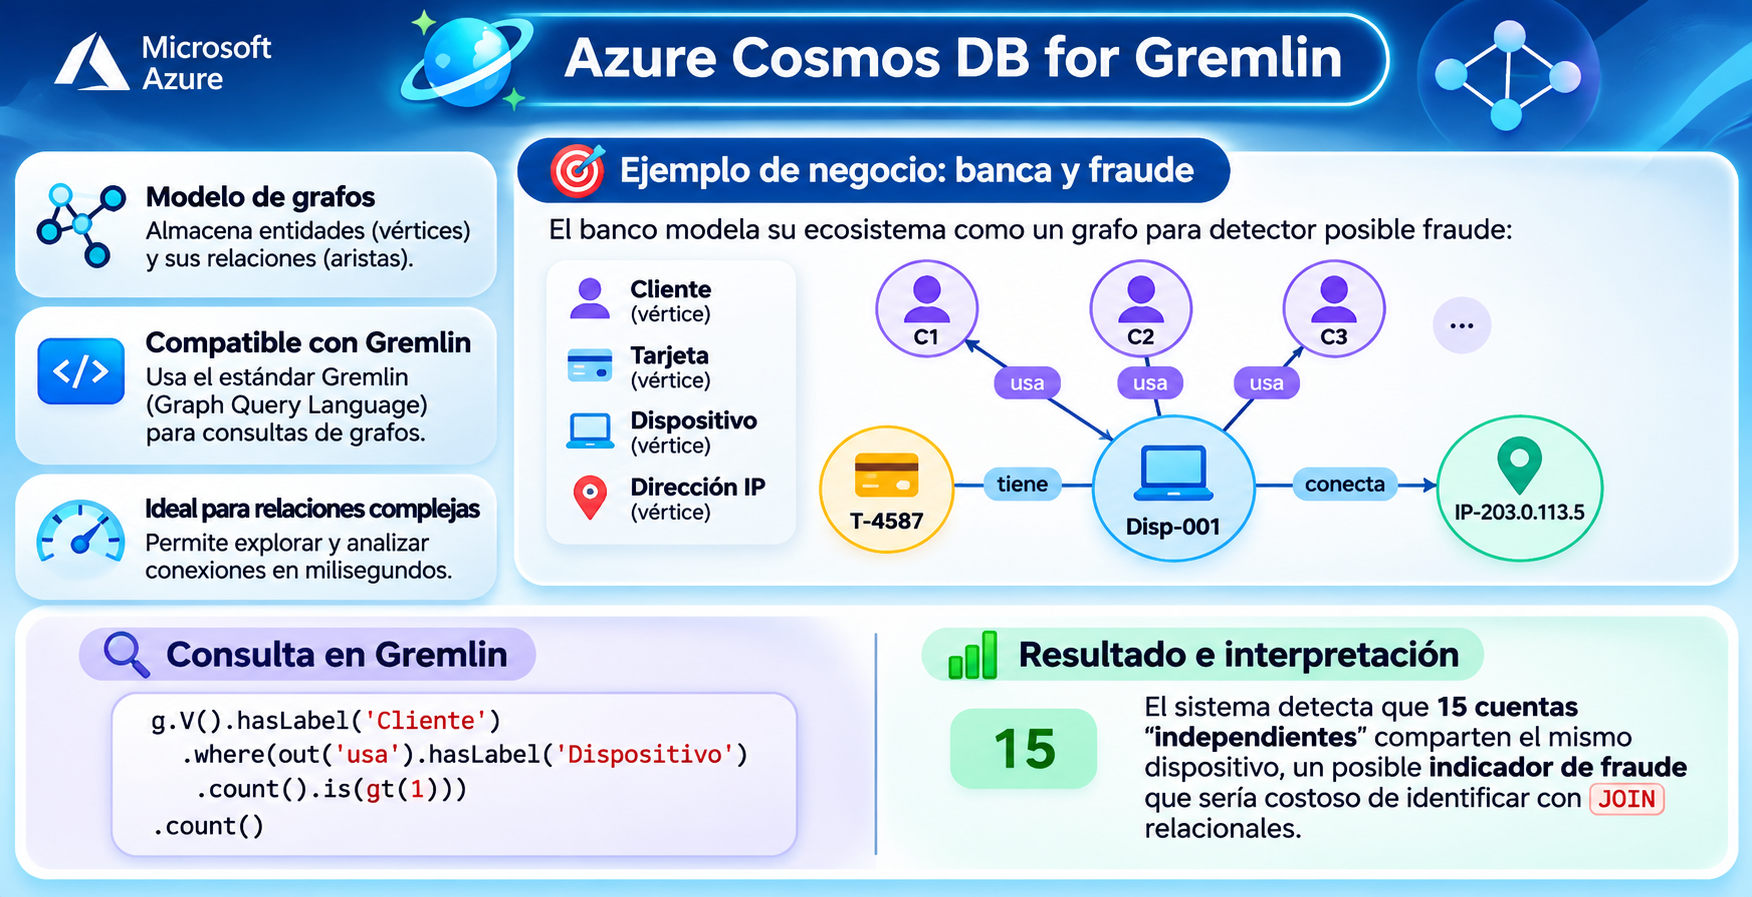 Microsoft
Azure
Azure Cosmos DB for Gremlin
Modelo de grafos
Almacena entidades (vértices)
y sus relaciones (aristas).
</>
Compatible con Gremlin
Usa el estándar Gremlin
(Graph Query Language)
para consultas de grafos.
Ideal para relaciones complejas
Permite explorar y analizar
conexiones en milisegundos.
Ejemplo de negocio: banca y fraude
El banco modela su ecosistema como un grafo para detector posible fraude:
Cliente
(vértice)
Tarjeta
(vértice)
Dispositivo
(vértice)
Dirección IP
(vértice)
C1
C2
C3
...
usa
usa
usa
T-4587
tiene
Disp-001
conecta
IP-203.0.113.5
Consulta en Gremlin
g.V().hasLabel('Cliente')
.where(out('usa').hasLabel('Dispositivo')
.count().is(gt(1)))
.count()
Resultado e interpretación
15
El sistema detecta que 15 cuentas
“independientes” comparten el mismo
dispositivo, un posible indicador de fraude
que sería costoso de identificar con JOIN
relacionales.